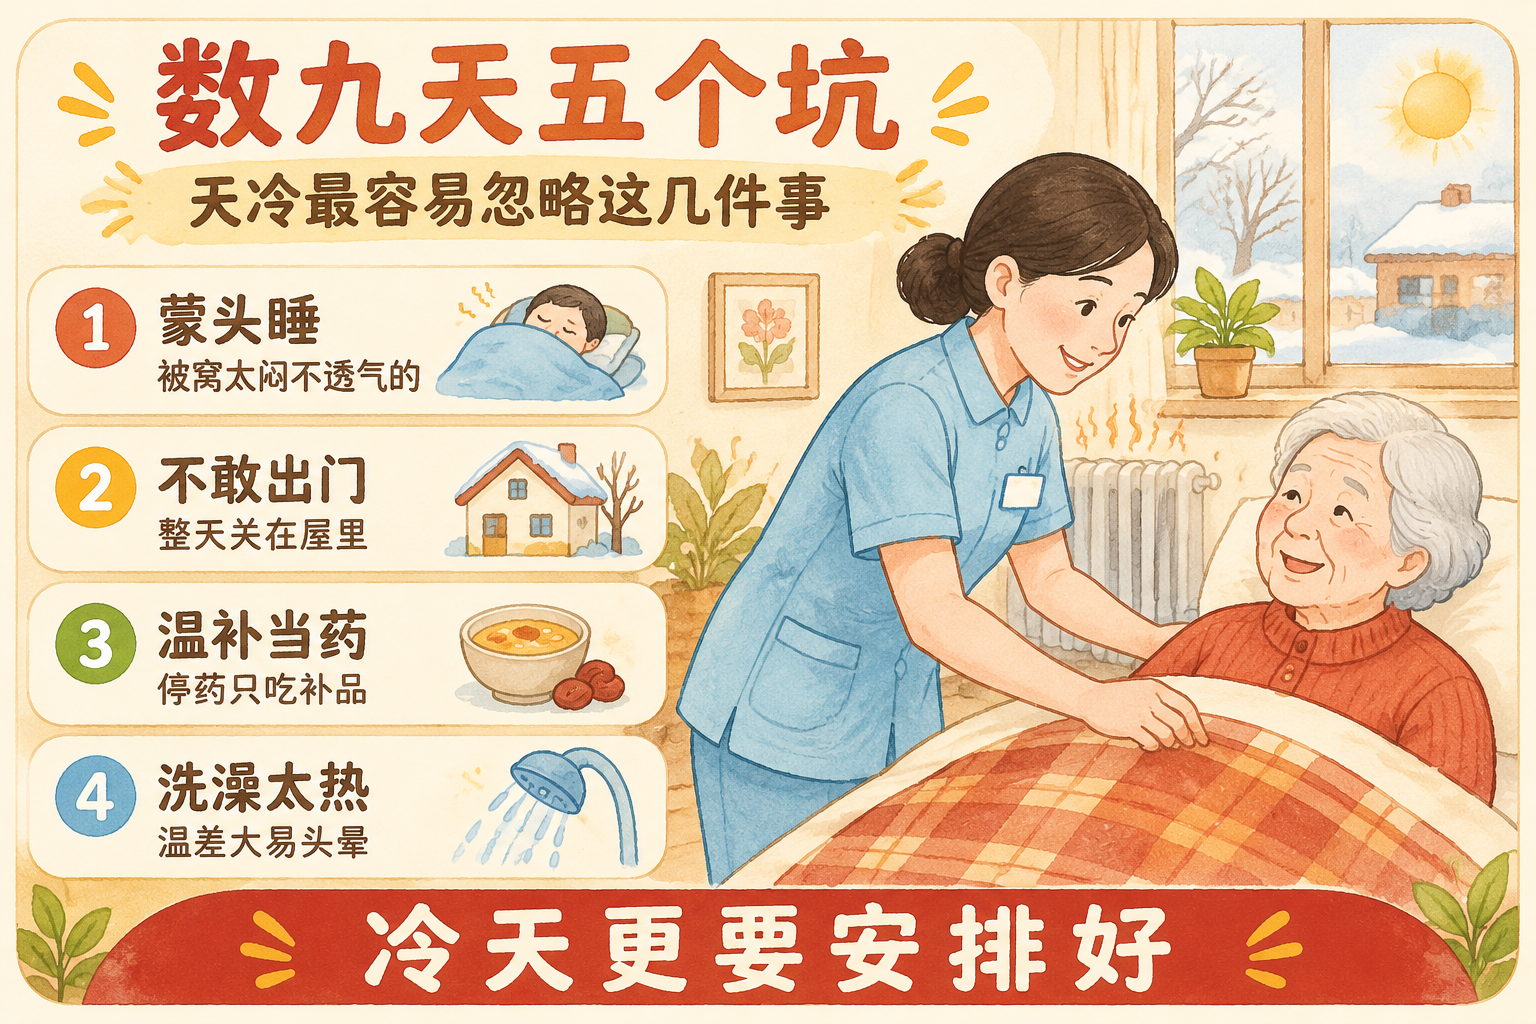 数九天五个坑
天冷最容易忽略这几件事
1
蒙头睡
被窝太闷不透气的
2
不敢出门
整天关在屋里
3
温补当药
停药只吃补品
4
洗澡太热
温差大易头晕
冷天更要安排好